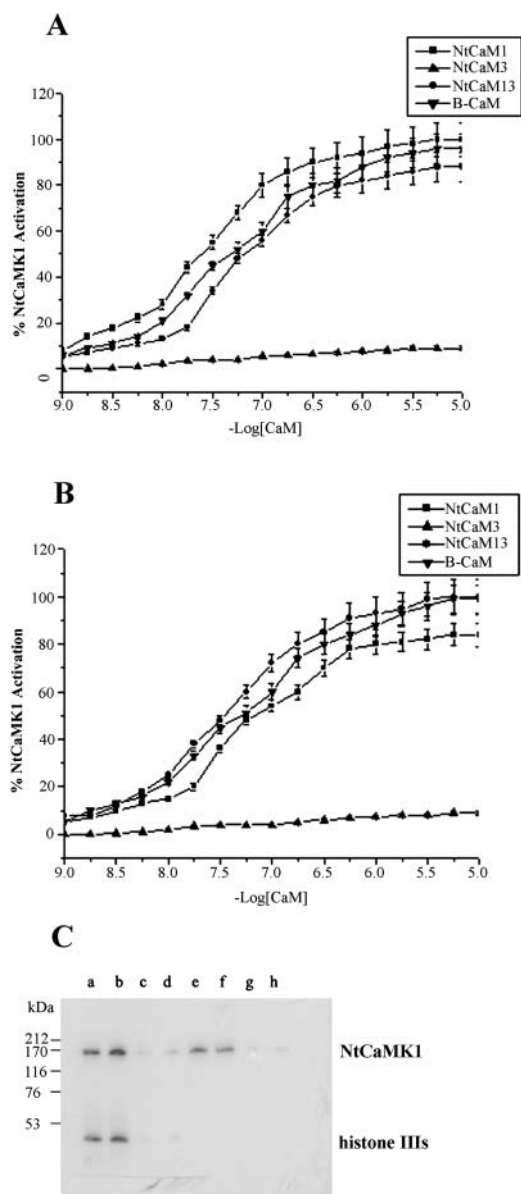 A
NtCaM1
NtCaM3
NtCaM13
B-CaM
120
100
80
60
40
20
0
% NtCaMK1 Activation
9.0 8.5 8.0 7.5 7.0 6.5 6.0 5.5 5.0
-Log[CaM]
B
NtCaM1
NtCaM3
NtCaM13
B-CaM
120
100
80
60
40
20
0
% NtCaMK1 Activation
9.0 8.5 8.0 7.5 7.0 6.5 6.0 5.5 5.0
-Log[CaM]
C
a b c d e f g h
kDa
212
170
116
76
53
NtCaMK1
histone IIIs